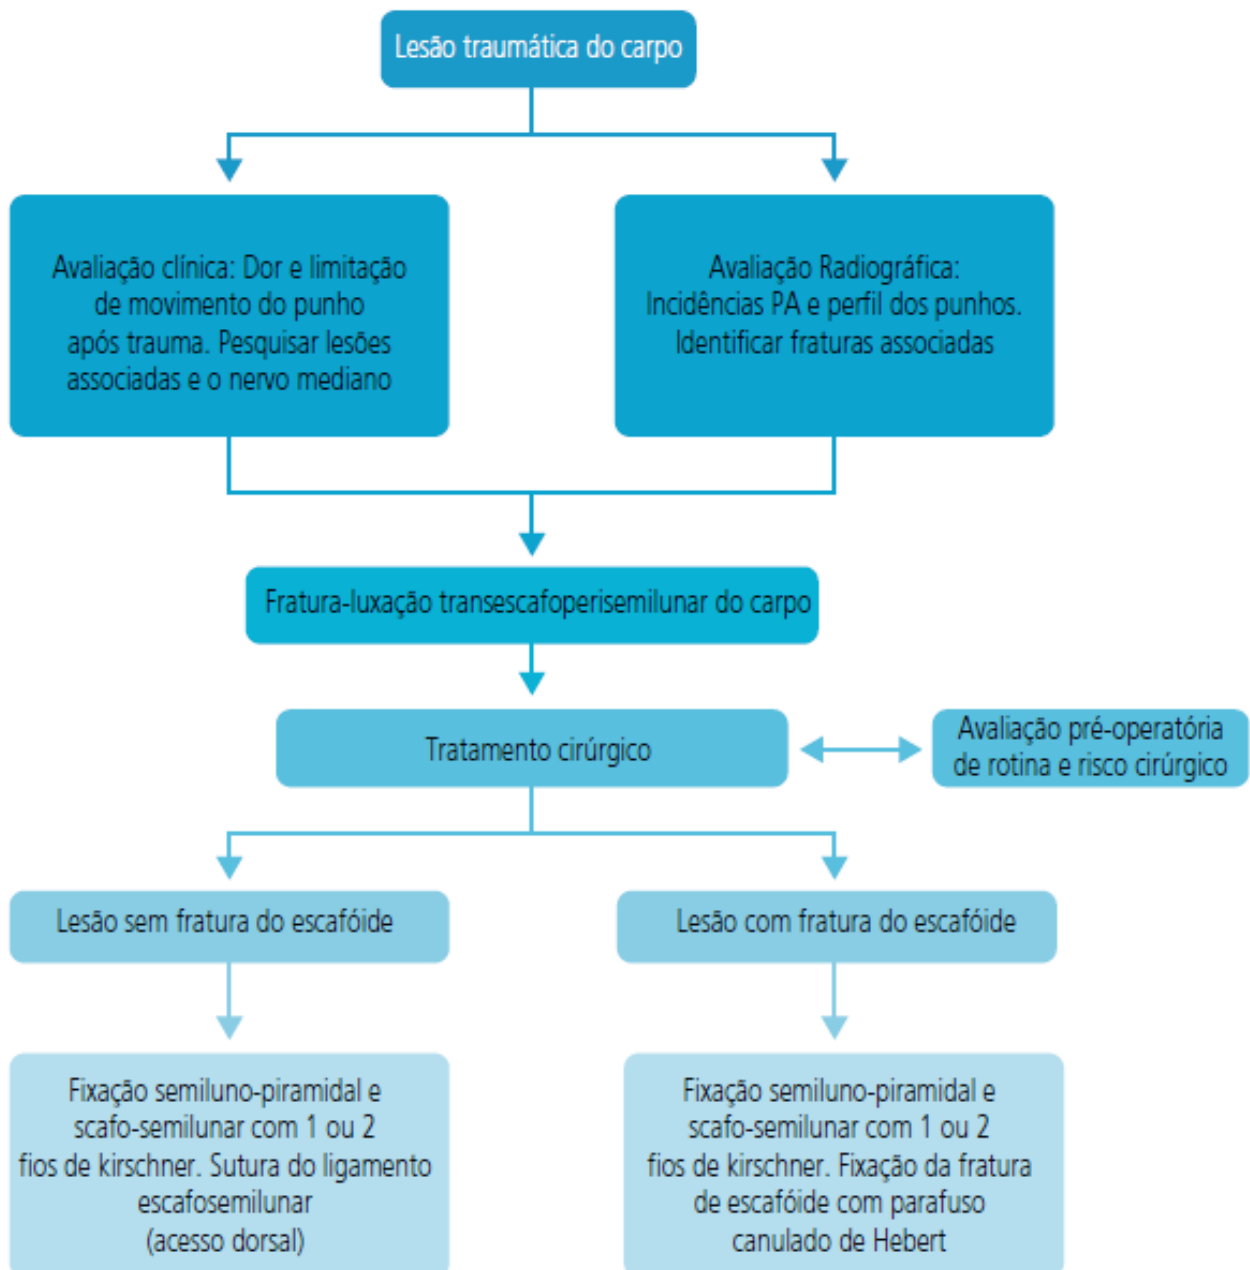 Lesão traumática do carpo
Avaliação clínica: Dor e limitação
de movimento do punho
após trauma. Pesquisar lesões
associadas e o nervo mediano
Avaliação Radiográfica:
Incidências PA e perfil dos punhos.
Identificar fraturas associadas
Fratura-luxação transescafoperisemilunar do carpo
Tratamento cirúrgico
Avaliação pré-operatória
de rotina e risco cirúrgico
Lesão sem fratura do escafóide
Lesão com fratura do escafóide
Fixação semiluno-piramidal e
scafo-semilunar com 1 ou 2
fios de kirschner. Sutura do ligamento
escafosemilunar
(acesso dorsal)
Fixação semiluno-piramidal e
scafo-semilunar com 1 ou 2
fios de kirschner. Fixação da fratura
de escafóide com parafuso
canulado de Hebert